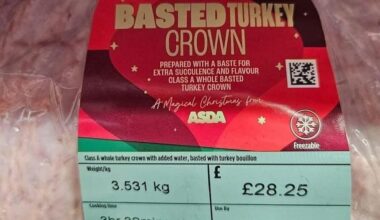 BASTED TURKEY
CROWN
PREPARED WITH A BASTE FOR
EXTRA SUCCULENCE AND FLAVOUR
CLASS A WHOLE BASTED
TURKEY CROWN
A Magical Christmas from
ASDA
Freezable
Class A whole turkey crown with added water, basted with turkey bouillon
Weight/kg
3.531 kg
£
£28.25
Cooking time
Use By